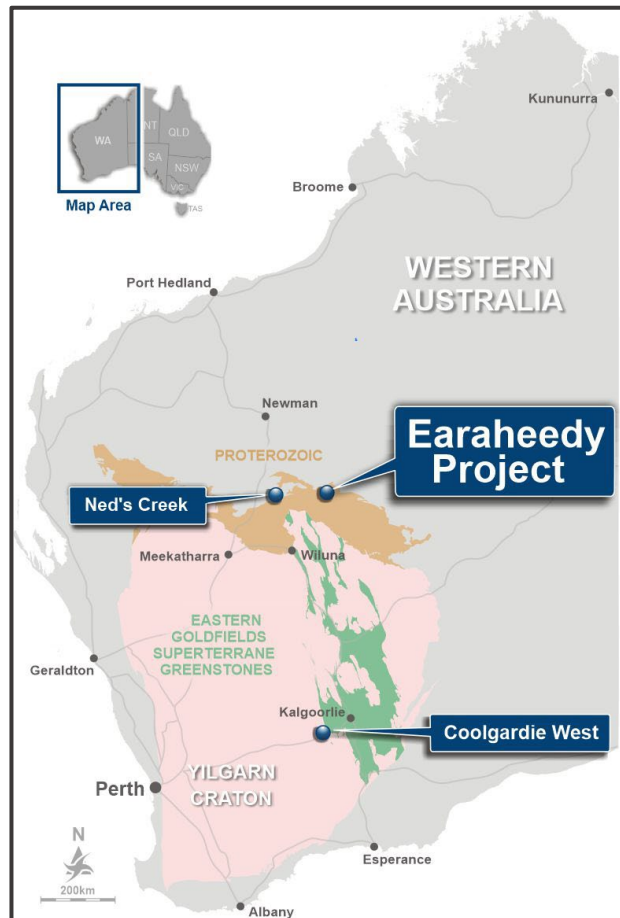 Kununurra
WA
NT
QLD
SA
NSW
VIC
TAS
Map Area
Broome
WESTERN
AUSTRALIA
Port Hedland
Newman
Earaheedy
Project
PROTEROZOIC
Ned's Creek
Meekatharra
Wiluna
EASTERN
GOLDFIELDS
SUPERTERRANE
GREENSTONES
Geraldton
Kalgoorlie
Coolgardie West
YILGARN
CRATON
Perth
N
Esperance
200km
Albany